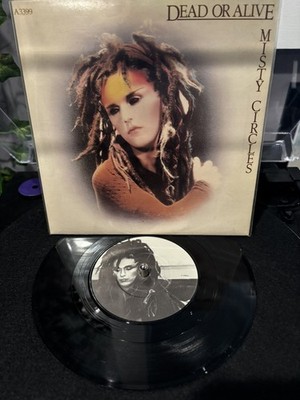 A3399
DEAD OR ALIVE
MISTY CIRCLES